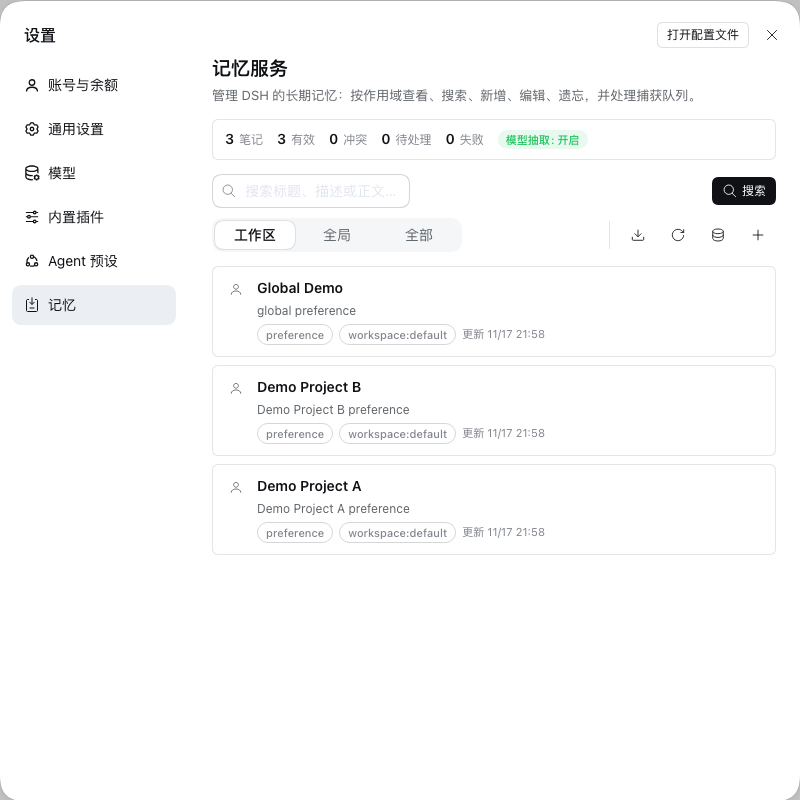 设置
打开配置文件
账号与余额
通用设置
模型
内置插件
Agent 预设
记忆
记忆服务
管理 DSH 的长期记忆：按作用域查看、搜索、新增、编辑、遗忘，并处理捕获队列。
3 笔记 3 有效 0 冲突 0 待处理 0 失败 模型抽取：开启
搜索标题、描述或正文...
搜索
工作区 全局 全部
Global Demo
global preference
preference workspace:default 更新 11/17 21:58
Demo Project B
Demo Project B preference
preference workspace:default 更新 11/17 21:58
Demo Project A
Demo Project A preference
preference workspace:default 更新 11/17 21:58